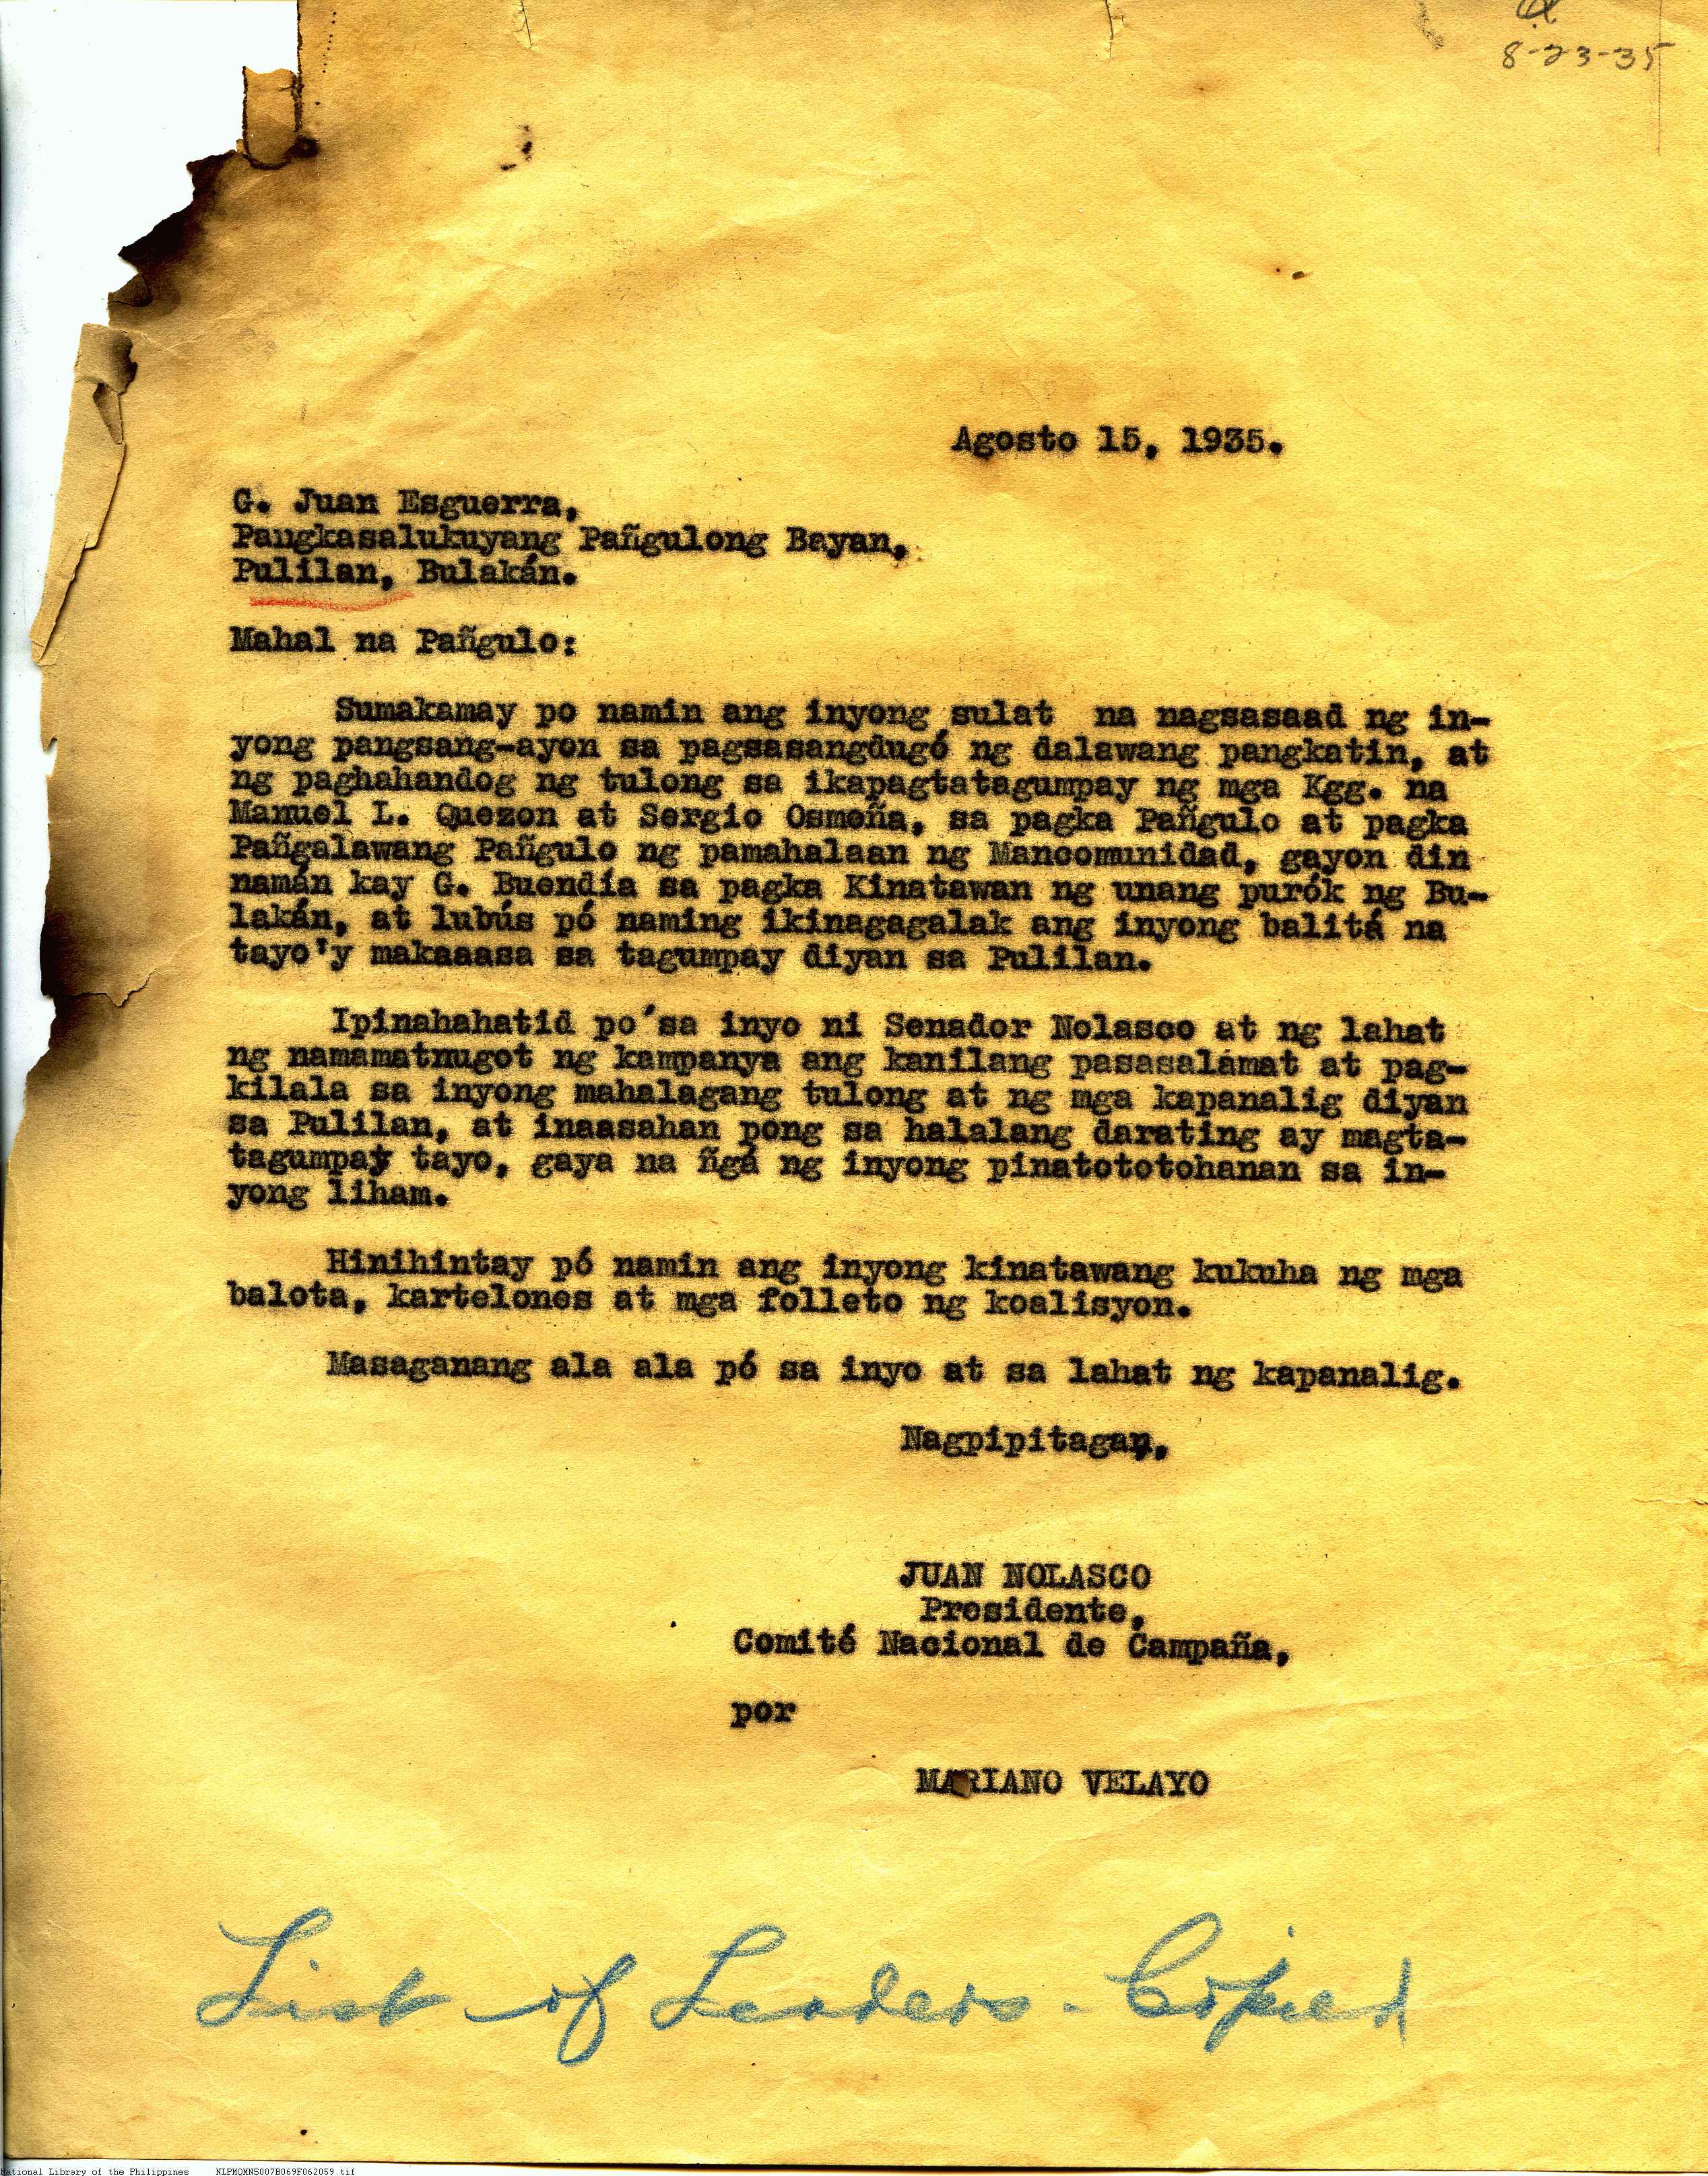 8-23-35
Agosto 15, 1935.
G. Juan Esguerra,
Pangkasalukuyang Pañgulong Bayan,
Pulilan, Bulakán.
Mahal na Pañgulo:
Sumakamay po namin ang inyong sulat na nagsasaad ng in-
yong pangsang-ayon sa pagsasangdugó ng dalawang pangkatin, at
ng paghahandog ng tulong sa ikapagtatagumpay ng mga Kgg. na
Manuel L. Quezon at Sergio Osmeña, sa pagka Pañgulo at pagka
Pañgalawang Pañgulo ng pamahalaan ng Mancomunidad, gayon din
namán kay G. Buendía sa pagka Kinatawan ng unang purók ng Bu-
lakán, at lubús pó naming ikinagagalak ang inyong balitá na
tayo'y makaaasa sa tagumpay diyan sa Pulilan.
Ipinahahatid po'sa inyo ni Senador Nolasco at ng lahat
ng namamatnugot ng kampanya ang kanilang pasasalamat at pag-
kilala sa inyong mahalagang tulong at ng mga kapanalig diyan
sa Pulilan, at inaasahan pong sa halalang darating ay magta-
tagumpay tayo, gaya na ñgá ng inyong pinatototohanan sa in-
yong liham.
Hinihintay pó namin ang inyong kinatawang kukuha ng mga
balota, kartelones at mga folleto ng koalisyon.
Masaganang ala ala pó sa inyo at sa lahat ng kapanalig.
Nagpipitagan,
JUAN NOLASCO
Presidente,
Comité Nacional de Campaña,
por
MARIANO VELAYO
List of Leaders - Copied
National Library of the Philippines NLPMQMNS007B069F062059.tif